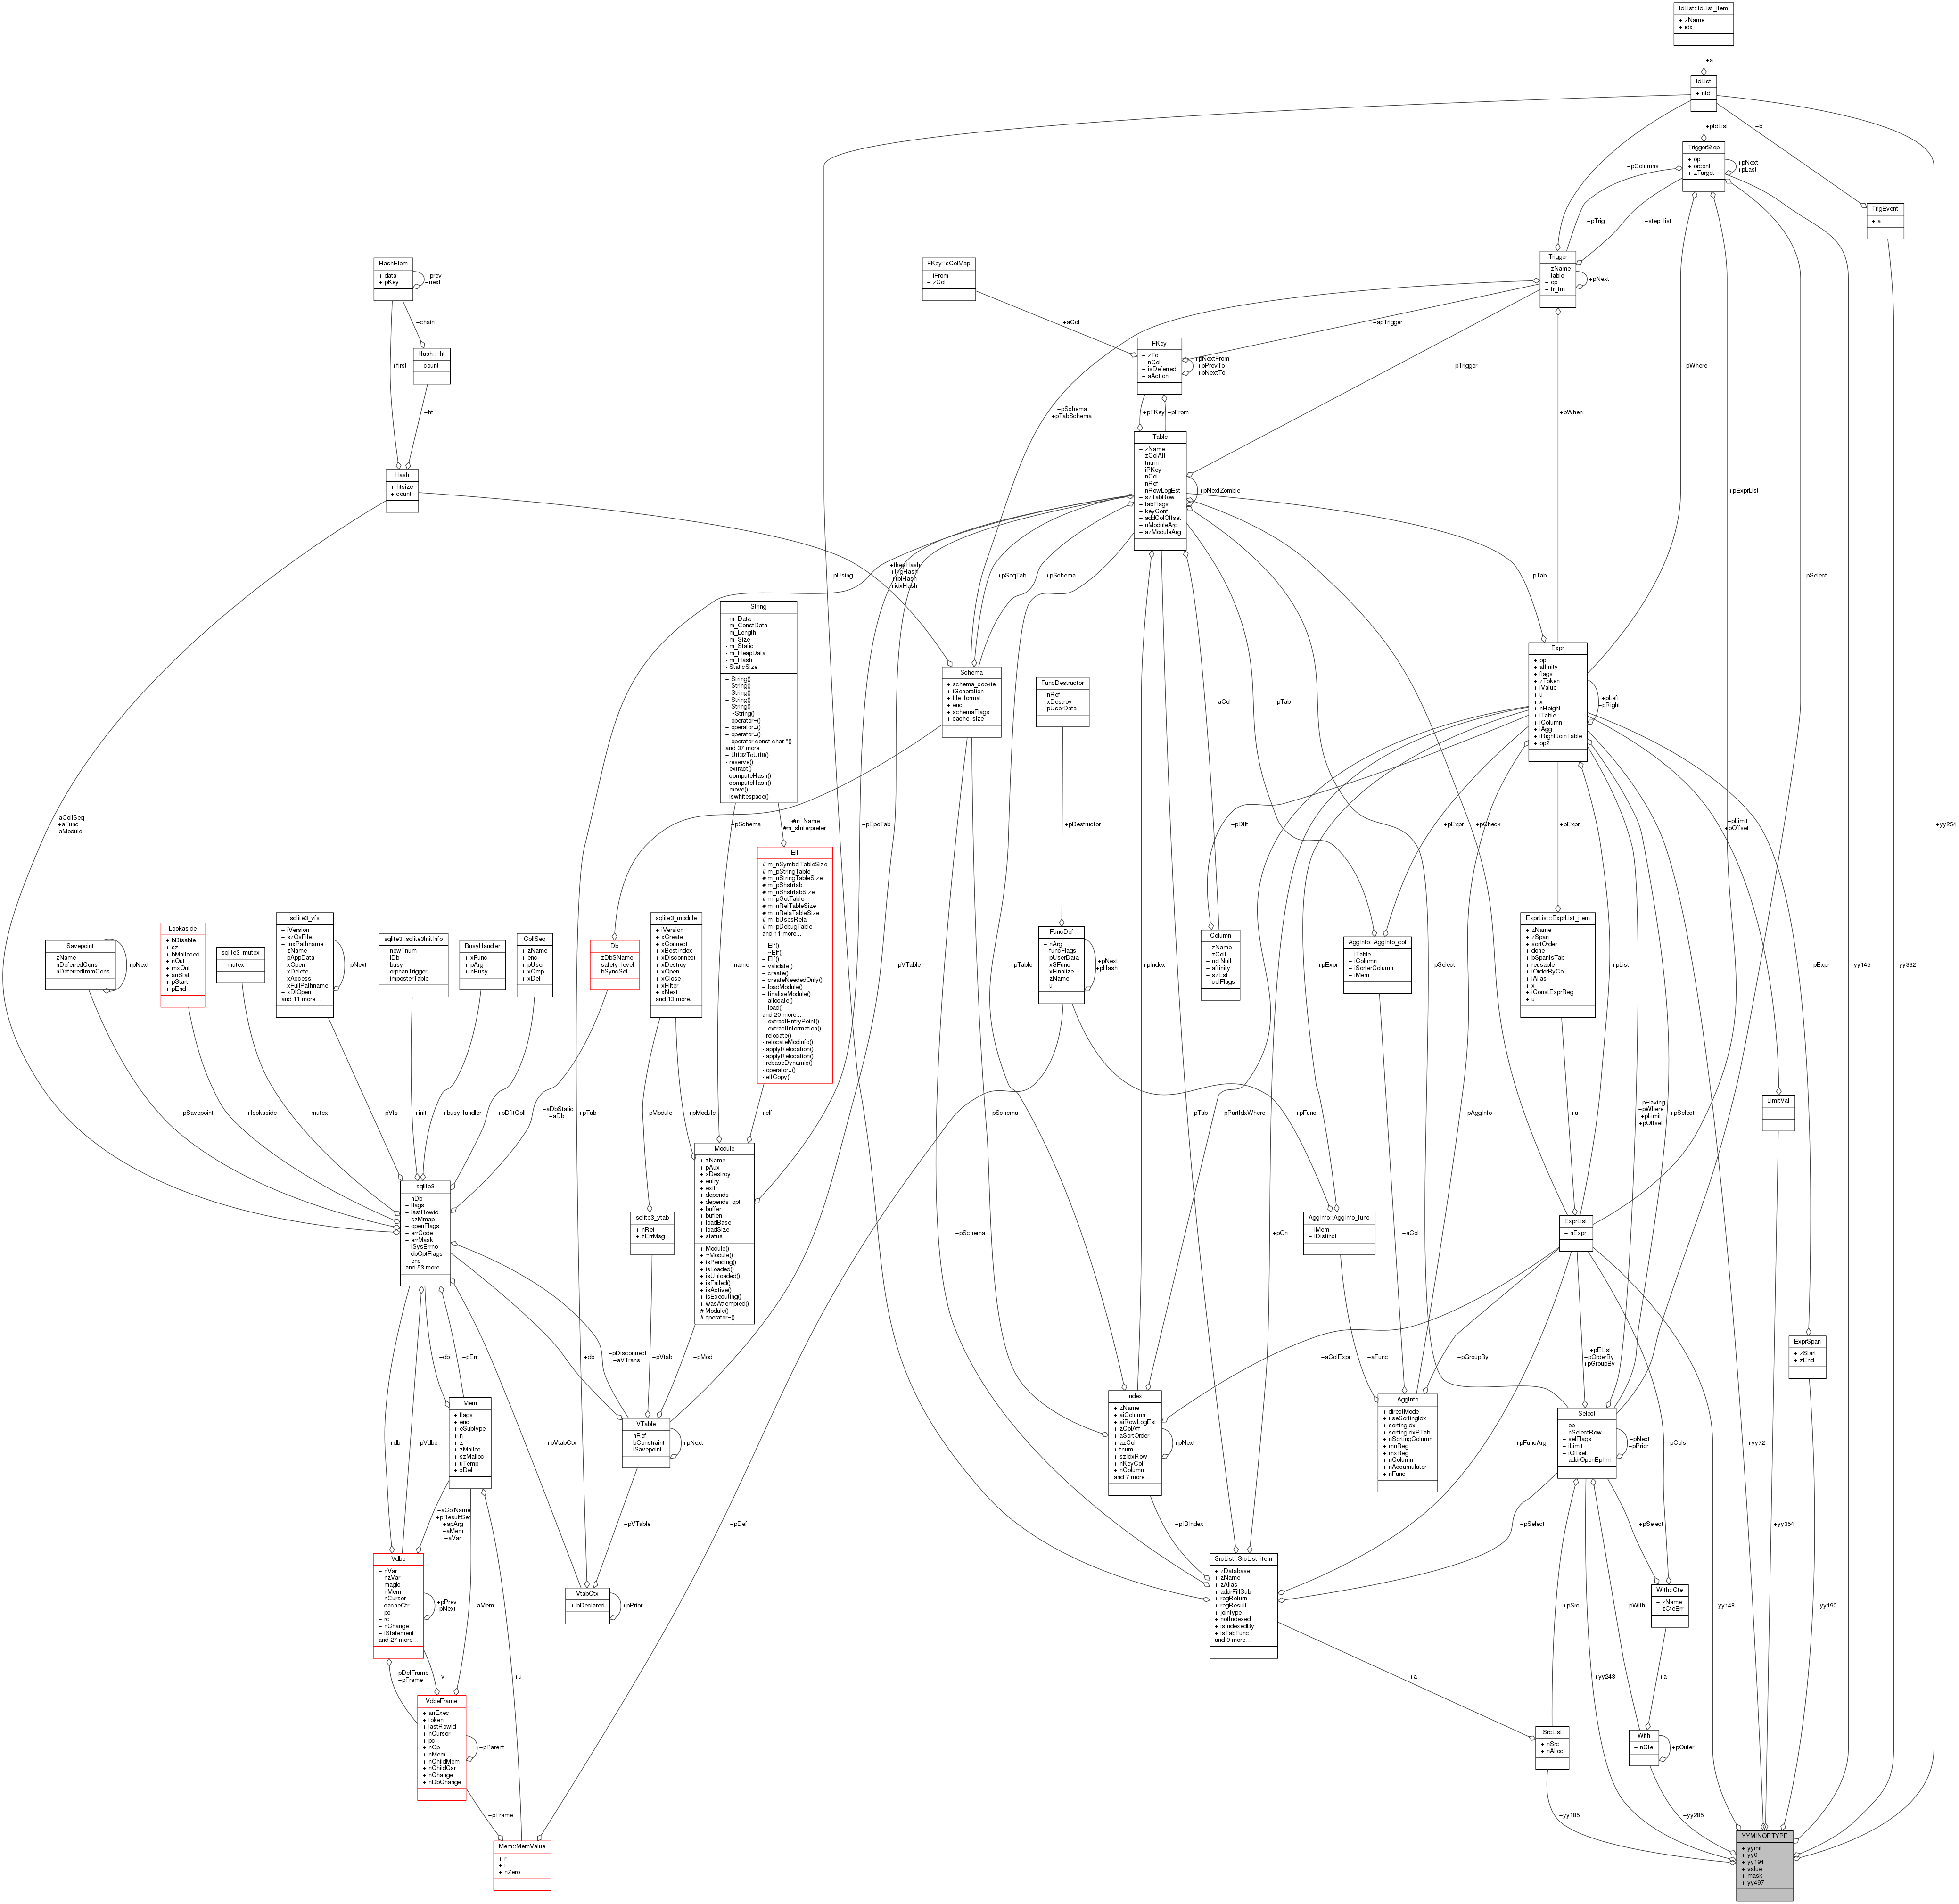 IdList::IdList_item
+ zName
+ idx
+a
IdList
+ nId
+pIdList
+b
TriggerStep
+ op
+ orconf
+ zTarget
+pNext
+pLast
+pColumns
TrigEvent
+ a
+pTrig
+step_list
Trigger
+ zName
+ table
+ op
+ tr_tm
+pNext
HashElem
+ data
+ pKey
+prev
+next
FKey::sColMap
+ iFrom
+ zCol
+chain
+aCol
+apTrigger
Hash::_ht
+ count
+first
FKey
+ zTo
+ nCol
+ isDeferred
+ aAction
+pNextFrom
+pPrevTo
+pNextTo
+pTrigger
+pWhere
+ht
+pSchema
+pTabSchema
+pFKey
+pFrom
+pWhen
Hash
+ htsize
+ count
Table
+ zName
+ zColAff
+ tnum
+ iPKey
+ nCol
+ nRef
+ nRowLogEst
+ szTabRow
+ tabFlags
+ keyConf
+ addColOffset
+ nModuleArg
+ azModuleArg
+pNextZombie
+pExprList
+pUsing
+fkeyHash
+trigHash
+tblHash
+idxHash
+pSeqTab
+pSchema
+pTab
+pSelect
String
- m_Data
- m_ConstData
- m_Length
- m_Size
- m_Static
- m_HeapData
- m_Hash
- StaticSize
+ String()
+ String()
+ String()
+ String()
+ String()
+ ~String()
+ operator=()
+ operator=()
+ operator=()
+ operator const char *()
and 37 more...
+ Utf32ToUtf8()
- reserve()
- extract()
- computeHash()
- computeHash()
- move()
- iswhitespace()
Schema
+ schema_cookie
+ iGeneration
+ file_format
+ enc
+ schemaFlags
+ cache_size
FuncDestructor
+ nRef
+ xDestroy
+ pUserData
+aCol
+pTab
Expr
+ op
+ affinity
+ flags
+ zToken
+ iValue
+ u
+ x
+ nHeight
+ iTable
+ iColumn
+ iAgg
+ iRightJoinTable
+ op2
+pLeft
+pRight
+aCollSeq
+aFunc
+aModule
+pSchema
#m_Name
#m_sInterpreter
+pEpoTab
+pDestructor
+pDflt
+pExpr
+pCheck
+pExpr
+pLimit
+pOffset
+yy254
Elf
# m_nSymbolTableSize
# m_pStringTable
# m_nStringTableSize
# m_pShstrtab
# m_nShstrtabSize
# m_pGotTable
# m_nRelTableSize
# m_nRelaTableSize
# m_bUsesRela
# m_pDebugTable
and 11 more...
+ Elf()
+ ~Elf()
+ Elf()
+ validate()
+ create()
+ createNeededOnly()
+ loadModule()
+ finaliseModule()
+ allocate()
+ load()
and 20 more...
+ extractEntryPoint()
+ extractInformation()
- relocate()
- relocateModinfo()
- applyRelocation()
- applyRelocation()
- rebaseDynamic()
- operator=()
- elfCopy()
Savepoint
+ zName
+ nDeferredCons
+ nDeferredImmCons
+pNext
Lookaside
+ bDisable
+ sz
+ bMalloced
+ nOut
+ mxOut
+ anStat
+ pStart
+ pEnd
sqlite3_mutex
+ mutex
sqlite3_vfs
+ iVersion
+ szOsFile
+ mxPathname
+ zName
+ pAppData
+ xOpen
+ xDelete
+ xAccess
+ xFullPathname
+ xDlOpen
and 11 more...
+pNext
sqlite3::sqlite3InitInfo
+ newTnum
+ iDb
+ busy
+ orphanTrigger
+ imposterTable
BusyHandler
+ xFunc
+ pArg
+ nBusy
CollSeq
+ zName
+ enc
+ pUser
+ xCmp
+ xDel
Db
+ zDbSName
+ safety_level
+ bSyncSet
sqlite3_module
+ iVersion
+ xCreate
+ xConnect
+ xBestIndex
+ xDisconnect
+ xDestroy
+ xOpen
+ xClose
+ xFilter
+ xNext
and 13 more...
+name
+pVTable
+pTable
FuncDef
+ nArg
+ funcFlags
+ pUserData
+ xSFunc
+ xFinalize
+ zName
+ u
+pNext
+pHash
+pIndex
Column
+ zName
+ zColl
+ notNull
+ affinity
+ szEst
+ colFlags
+pExpr
AggInfo::AggInfo_col
+ iTable
+ iColumn
+ iSorterColumn
+ iMem
+pSelect
ExprList::ExprList_item
+ zName
+ zSpan
+ sortOrder
+ done
+ bSpanIsTab
+ reusable
+ iOrderByCol
+ iAlias
+ x
+ iConstExprReg
+ u
+pList
+pExpr
+yy145
+yy332
+pSavepoint
+lookaside
+mutex
+pVfs
+init
+busyHandler
+pDfltColl
+aDbStatic
+aDb
+pTab
+pModule
+pModule
+elf
+pSchema
+pTab
+pPartIdxWhere
+pFunc
+pAggInfo
+a
+pHaving
+pWhere
+pLimit
+pOffset
+pSelect
LimitVal
sqlite3
+ nDb
+ flags
+ lastRowid
+ szMmap
+ openFlags
+ errCode
+ errMask
+ iSysErrno
+ dbOptFlags
+ enc
and 53 more...
sqlite3_vtab
+ nRef
+ zErrMsg
Module
+ zName
+ pAux
+ xDestroy
+ entry
+ exit
+ depends
+ depends_opt
+ buffer
+ buflen
+ loadBase
+ loadSize
+ status
+ Module()
+ ~Module()
+ isPending()
+ isLoaded()
+ isUnloaded()
+ isFailed()
+ isActive()
+ isExecuting()
+ wasAttempted()
# Module()
# operator=()
+pSchema
+pOn
AggInfo::AggInfo_func
+ iMem
+ iDistinct
+aCol
ExprList
+ nExpr
+db
+pErr
+db
+pDisconnect
+aVTrans
+pVtab
+pMod
+aColExpr
+aFunc
+pGroupBy
+pEList
+pOrderBy
+pGroupBy
ExprSpan
+ zStart
+ zEnd
Mem
+ flags
+ enc
+ eSubtype
+ n
+ z
+ zMalloc
+ szMalloc
+ uTemp
+ xDel
VTable
+ nRef
+ bConstraint
+ iSavepoint
+pNext
Index
+ zName
+ aiColumn
+ aiRowLogEst
+ zColAff
+ aSortOrder
+ azColl
+ tnum
+ szIdxRow
+ nKeyCol
+ nColumn
and 7 more...
+pNext
AggInfo
+ directMode
+ useSortingIdx
+ sortingIdx
+ sortingIdxPTab
+ nSortingColumn
+ mnReg
+ mxReg
+ nColumn
+ nAccumulator
+ nFunc
Select
+ op
+ nSelectRow
+ selFlags
+ iLimit
+ iOffset
+ addrOpenEphm
+pNext
+pPrior
+pCols
+yy72
+db
+pVdbe
+pVtabCtx
+pFuncArg
+aColName
+pResultSet
+apArg
+aMem
+aVar
+pVTable
+pDef
+pIBIndex
+pSelect
+pSelect
+yy354
Vdbe
+ nVar
+ nzVar
+ magic
+ nMem
+ nCursor
+ cacheCtr
+ pc
+ rc
+ nChange
+ iStatement
and 27 more...
+pPrev
+pNext
+aMem
VtabCtx
+ bDeclared
+pPrior
SrcList::SrcList_item
+ zDatabase
+ zName
+ zAlias
+ addrFillSub
+ regReturn
+ regResult
+ jointype
+ notIndexed
+ isIndexedBy
+ isTabFunc
and 9 more...
With::Cte
+ zName
+ zCteErr
+pSrc
+pWith
+yy148
+yy190
+pDelFrame
+pFrame
+v
+u
+a
+yy243
+a
VdbeFrame
+ anExec
+ token
+ lastRowid
+ nCursor
+ pc
+ nOp
+ nMem
+ nChildMem
+ nChildCsr
+ nChange
+ nDbChange
+pParent
SrcList
+ nSrc
+ nAlloc
With
+ nCte
+pOuter
+pFrame
+yy185
+yy285
Mem::MemValue
+ r
+ i
+ nZero
YYMINORTYPE
+ yyinit
+ yy0
+ yy194
+ value
+ mask
+ yy497